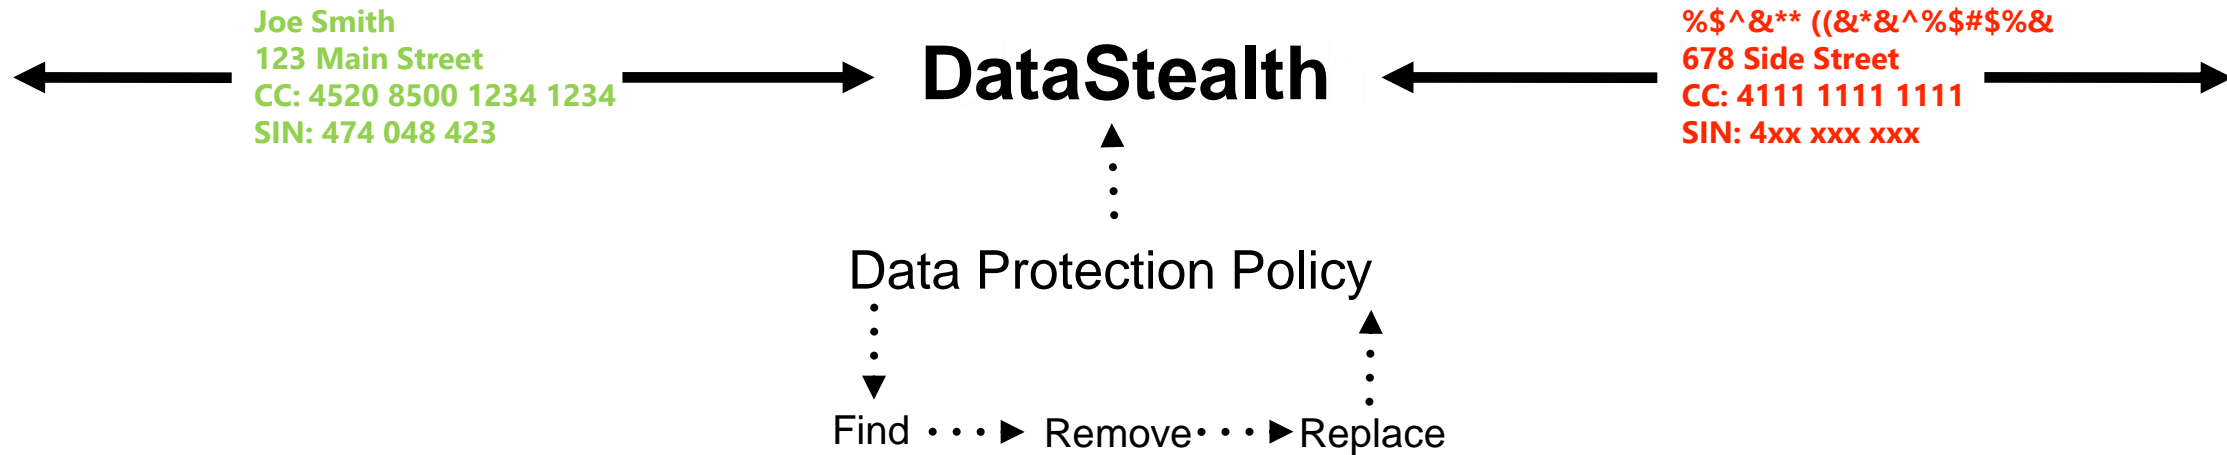 Joe Smith
123 Main Street
CC: 4520 8500 1234 1234
SIN: 474 048 423
DataStealth
%$^&** ((&*&^%$#$%&
678 Side Street
CC: 4111 1111 1111
SIN: 4xx xxx xxx
Data Protection Policy
Find
Remove
Replace